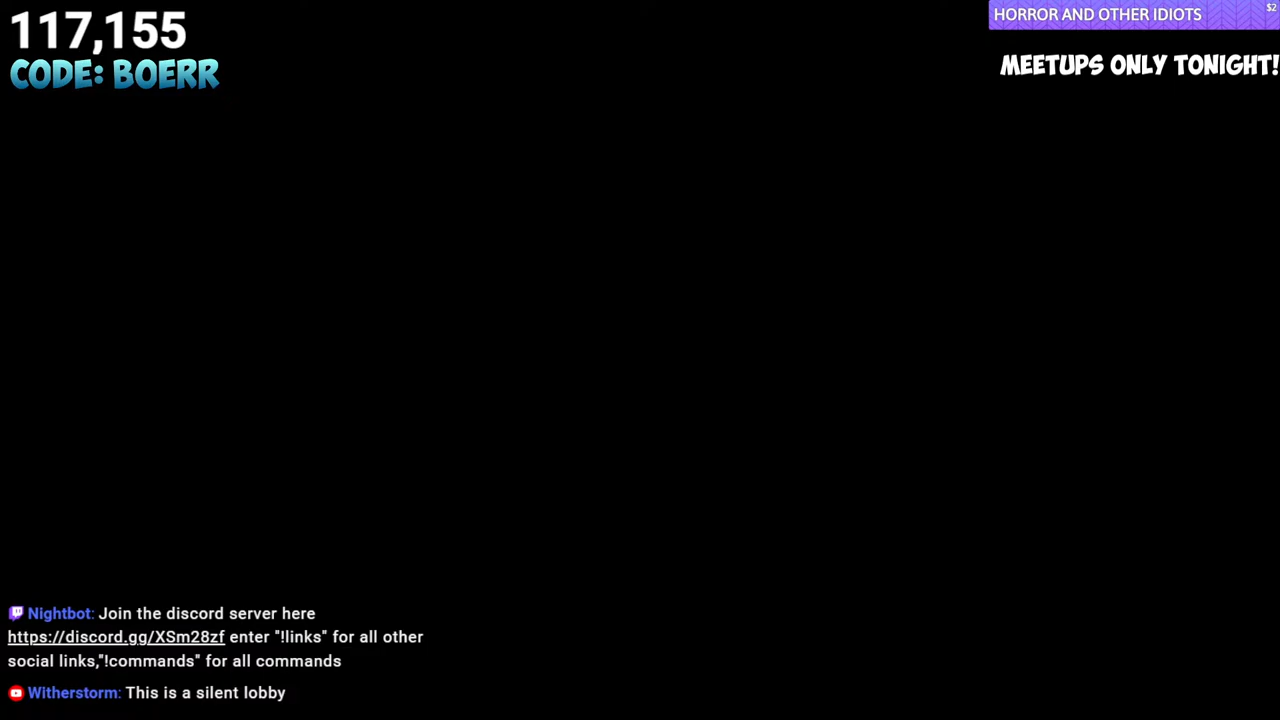 117,155
CODE: BOERR
HORROR AND OTHER IDIOTS
$2
MEETUPS ONLY TONIGHT!
Nightbot: Join the discord server here
https://discord.gg/XSm28zf enter "!links" for all other
social links,"!commands" for all commands
Witherstorm: This is a silent lobby